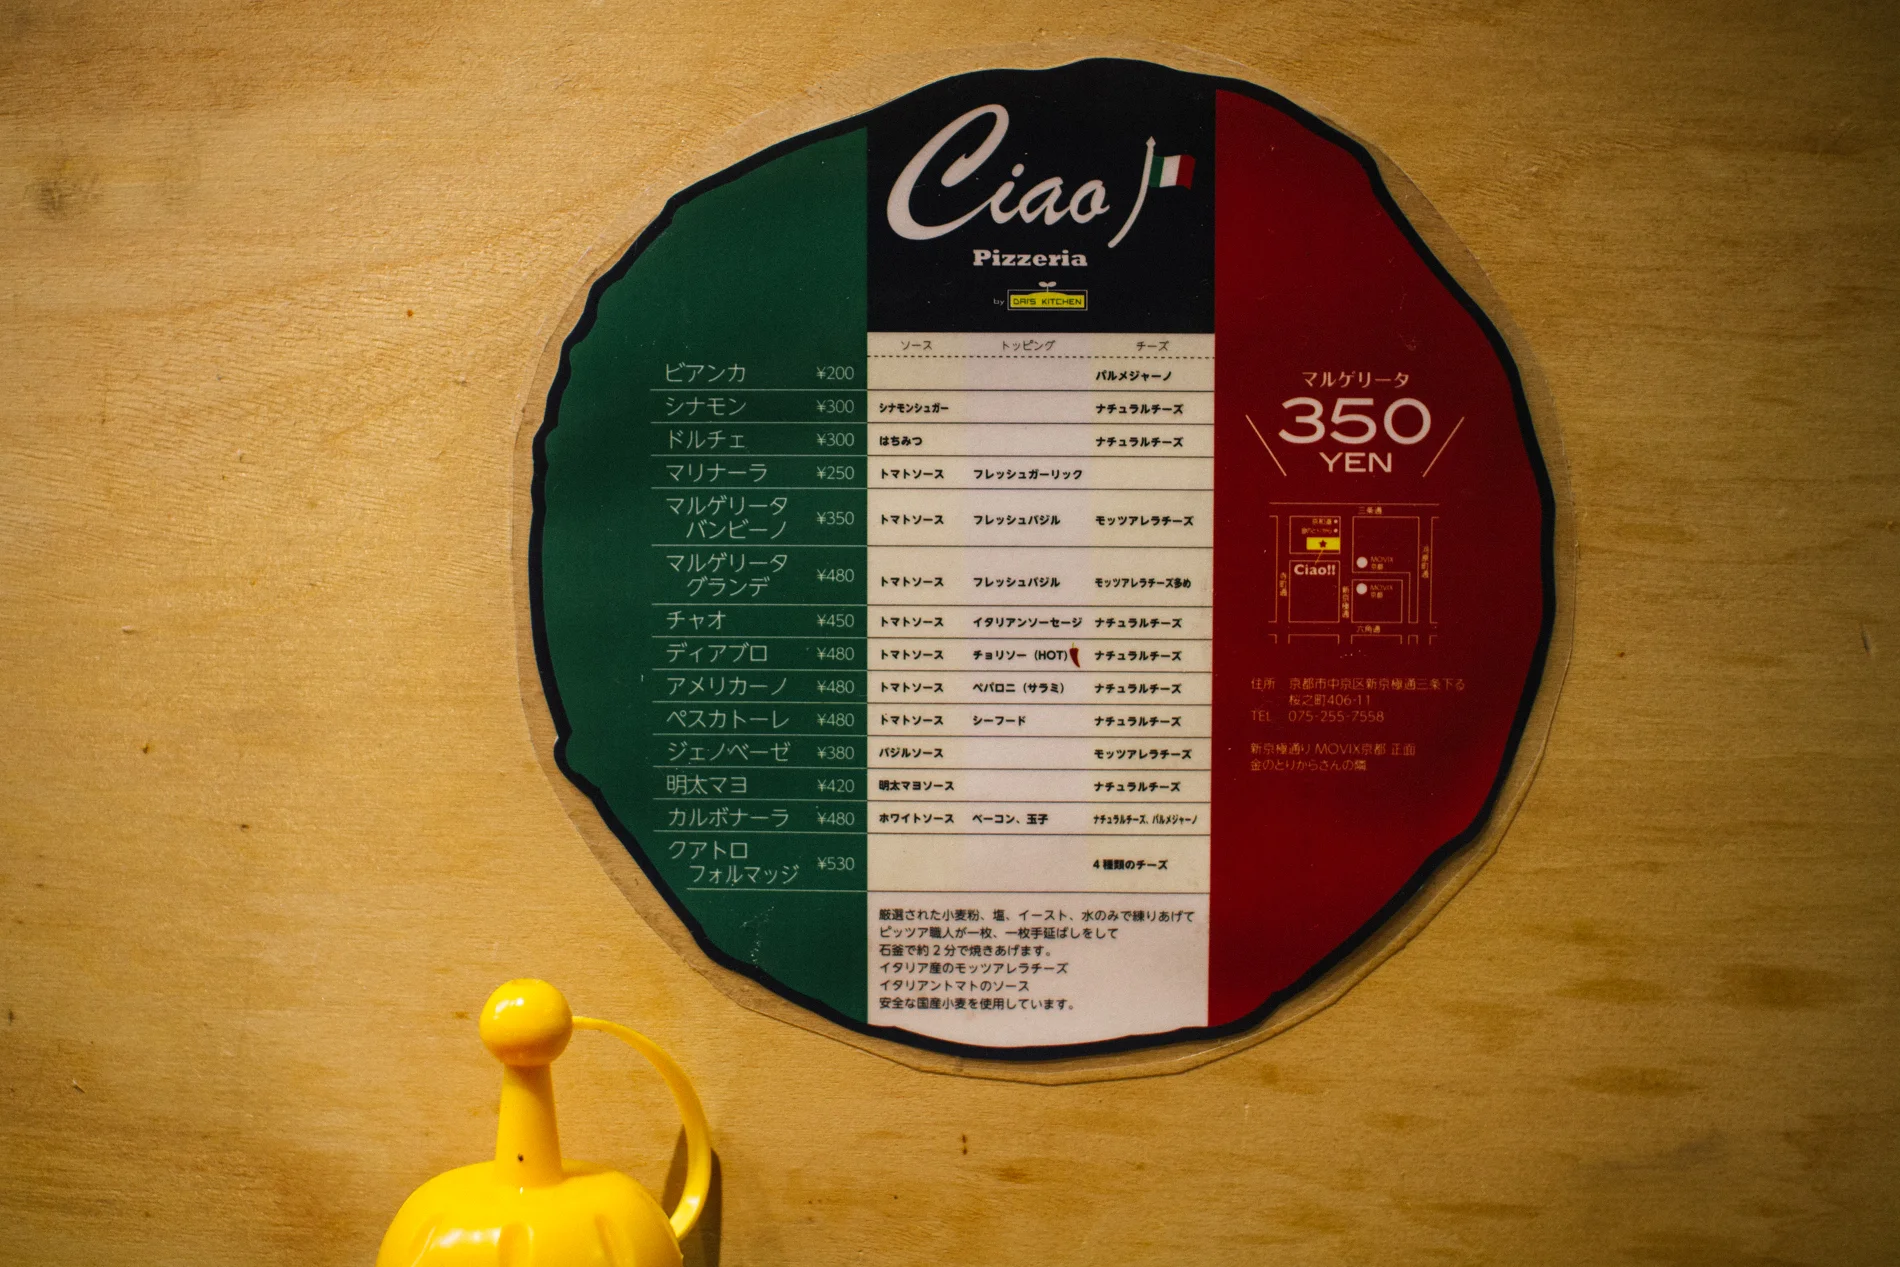 Ciao!
Pizzeria
by DAI'S KITCHEN
ソース トッピング チーズ
ビアンカ ¥200 パルメジャーノ
シナモン ¥300 シナモンシュガー ナチュラルチーズ
ドルチェ ¥300 はちみつ ナチュラルチーズ
マリナーラ ¥250 トマトソース フレッシュガーリック
マルゲリータ
バンビーノ ¥350 トマトソース フレッシュバジル モッツアレラチーズ
マルゲリータ
グランデ ¥480 トマトソース フレッシュバジル モッツアレラチーズ多め
チャオ ¥450 トマトソース イタリアンソーセージ ナチュラルチーズ
ディアブロ ¥480 トマトソース チョリソー（HOT） ナチュラルチーズ
アメリカーノ ¥480 トマトソース ペパロニ（サラミ） ナチュラルチーズ
ペスカトーレ ¥480 トマトソース シーフード ナチュラルチーズ
ジェノベーゼ ¥380 バジルソース モッツアレラチーズ
明太マヨ ¥420 明太マヨソース ナチュラルチーズ
カルボナーラ ¥480 ホワイトソース ベーコン、玉子 ナチュラルチーズ、パルメジャーノ
クアトロ
フォルマッジ ¥530 4種類のチーズ
厳選された小麦粉、塩、イースト、水のみで練りあげて
ピッツア職人が一枚、一枚手延ばしをして
石釜で約2分で焼きあげます。
イタリア産のモッツアレラチーズ
イタリアントマトのソース
安全な国産小麦を使用しています。
マルゲリータ
350
YEN
三条通
Ciao!!
MOVIX
京都
MOVIX
京都
寺町通
新京極通
六角通
住所 京都市中京区新京極通三条下る
桜之町406-11
TEL 075-255-7558
新京極通り MOVIX京都 正面
金のとりからさんの隣